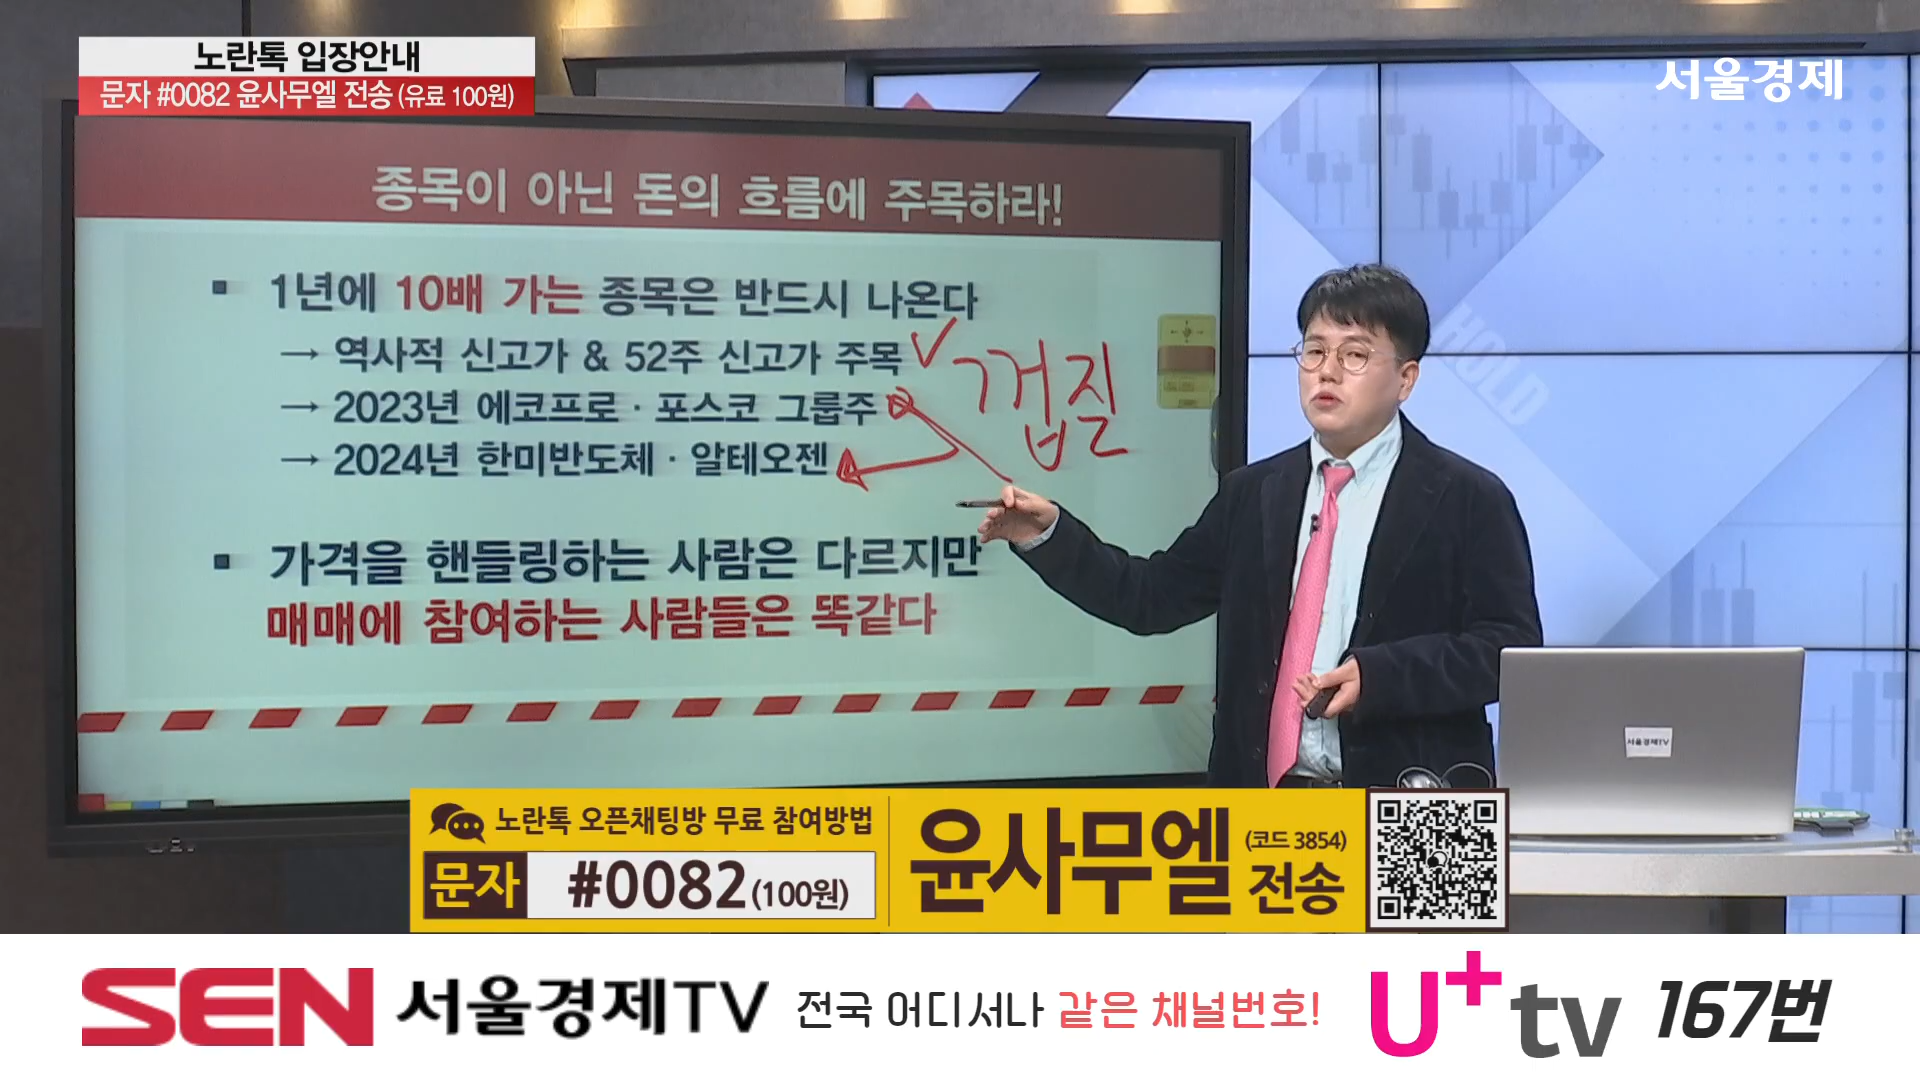 노란톡 입장안내
문자 #0082 윤사무엘 전송 (유료 100원)
서울경제
종목이 아닌 돈의 흐름에 주목하라!
▪ 1년에 10배 가는 종목은 반드시 나온다
→ 역사적 신고가 & 52주 신고가 주목
→ 2023년 에코프로 · 포스코 그룹주
→ 2024년 한미반도체 · 알테오젠
껍질
▪ 가격을 핸들링하는 사람은 다르지만
매매에 참여하는 사람들은 똑같다
HOLD
서울경제TV
노란톡 오픈채팅방 무료 참여방법
문자 #0082 (100원)
윤사무엘 (코드 3854) 전송
SEN 서울경제TV 전국 어디서나 같은 채널번호! U+tv 167번